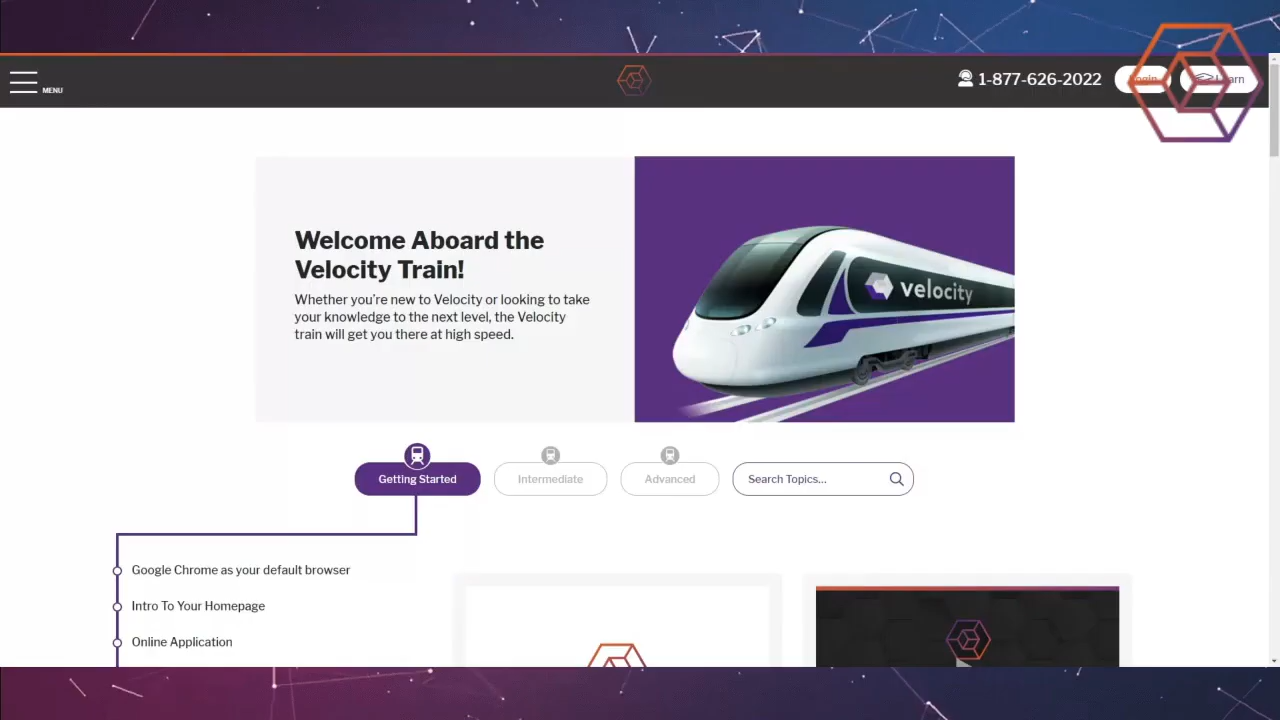 MENU
1-877-626-2022
Login
Learn
Welcome Aboard the
Velocity Train!
Whether you're new to Velocity or looking to take
your knowledge to the next level, the Velocity
train will get you there at high speed.
velocity
Getting Started
Intermediate
Advanced
Search Topics...
Google Chrome as your default browser
Intro To Your Homepage
Online Application